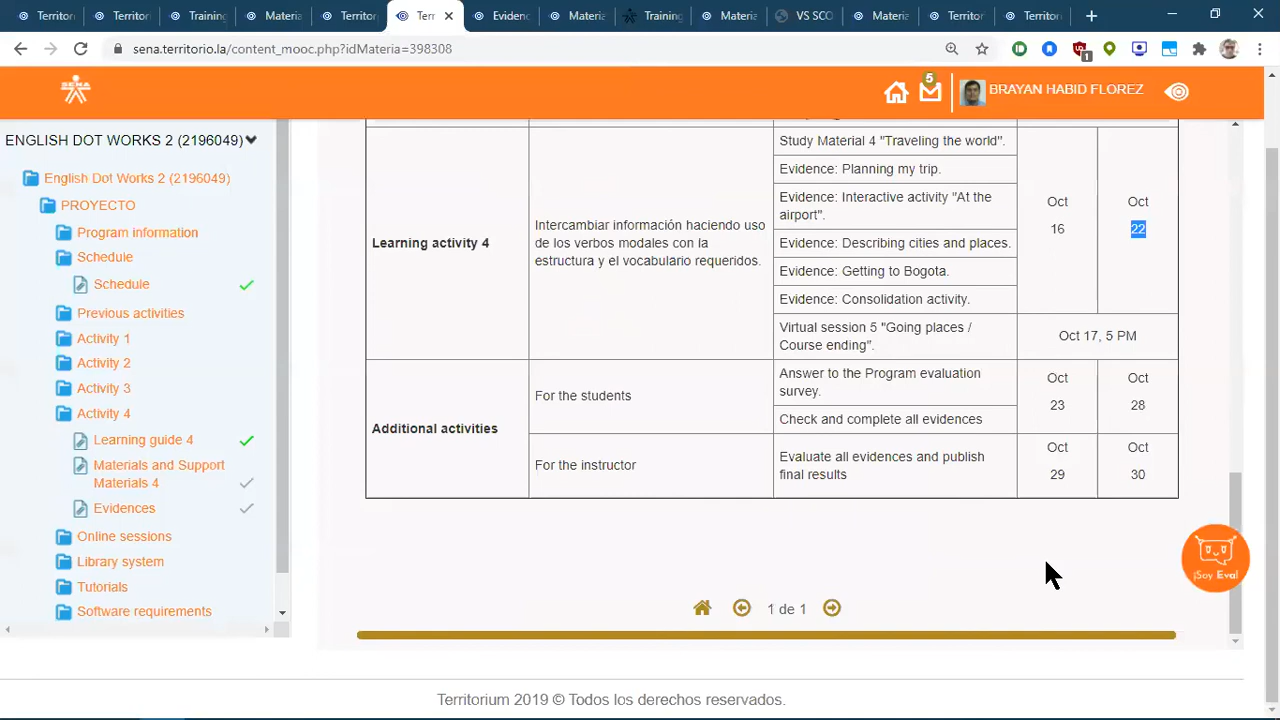 Territori
Territori
Training
Materia
Territori
Terri
Evidenc
Materia
Training
Materia
VS SCO
Materia
Territor
Territori
sena.territorio.la/content_mooc.php?idMateria=398308
1
SENA
5
BRAYAN HABID FLOREZ
ENGLISH DOT WORKS 2 (2196049)
English Dot Works 2 (2196049)
PROYECTO
Program information
Schedule
Schedule
Previous activities
Activity 1
Activity 2
Activity 3
Activity 4
Learning guide 4
Materials and Support
Materials 4
Evidences
Online sessions
Library system
Tutorials
Software requirements
Learning activity 4
Intercambiar información haciendo uso
de los verbos modales con la
estructura y el vocabulario requeridos.
Study Material 4 "Traveling the world".
Evidence: Planning my trip.
Evidence: Interactive activity "At the
airport".
Evidence: Describing cities and places.
Evidence: Getting to Bogota.
Evidence: Consolidation activity.
Oct
16
Oct
22
Virtual session 5 "Going places /
Course ending".
Oct 17, 5 PM
Additional activities
For the students
Answer to the Program evaluation
survey.
Check and complete all evidences
Oct
23
Oct
28
For the instructor
Evaluate all evidences and publish
final results
Oct
29
Oct
30
¡Soy Eva!
1 de 1
Territorium 2019 © Todos los derechos reservados.